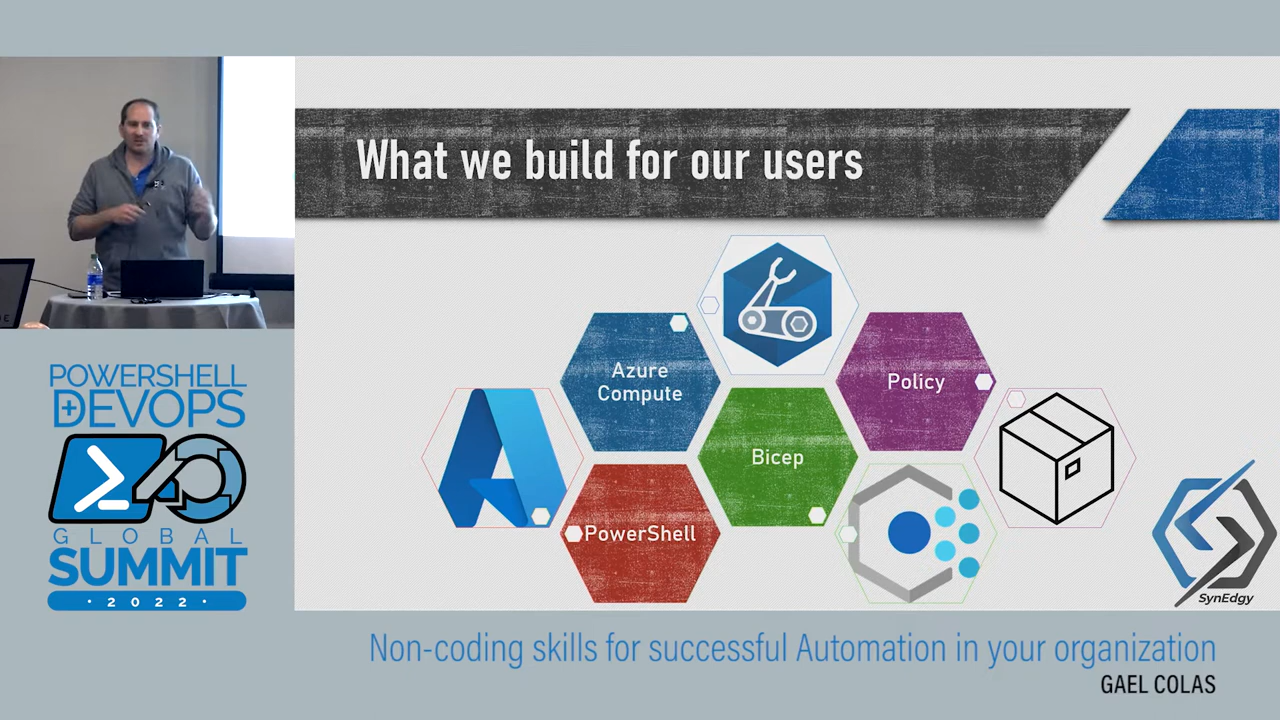 What we build for our users
Azure
Compute
Policy
Bicep
PowerShell
SynEdgy
POWERSHELL
DEVOPS
GLOBAL
SUMMIT
· 2022 ·
Non-coding skills for successful Automation in your organization
GAEL COLAS